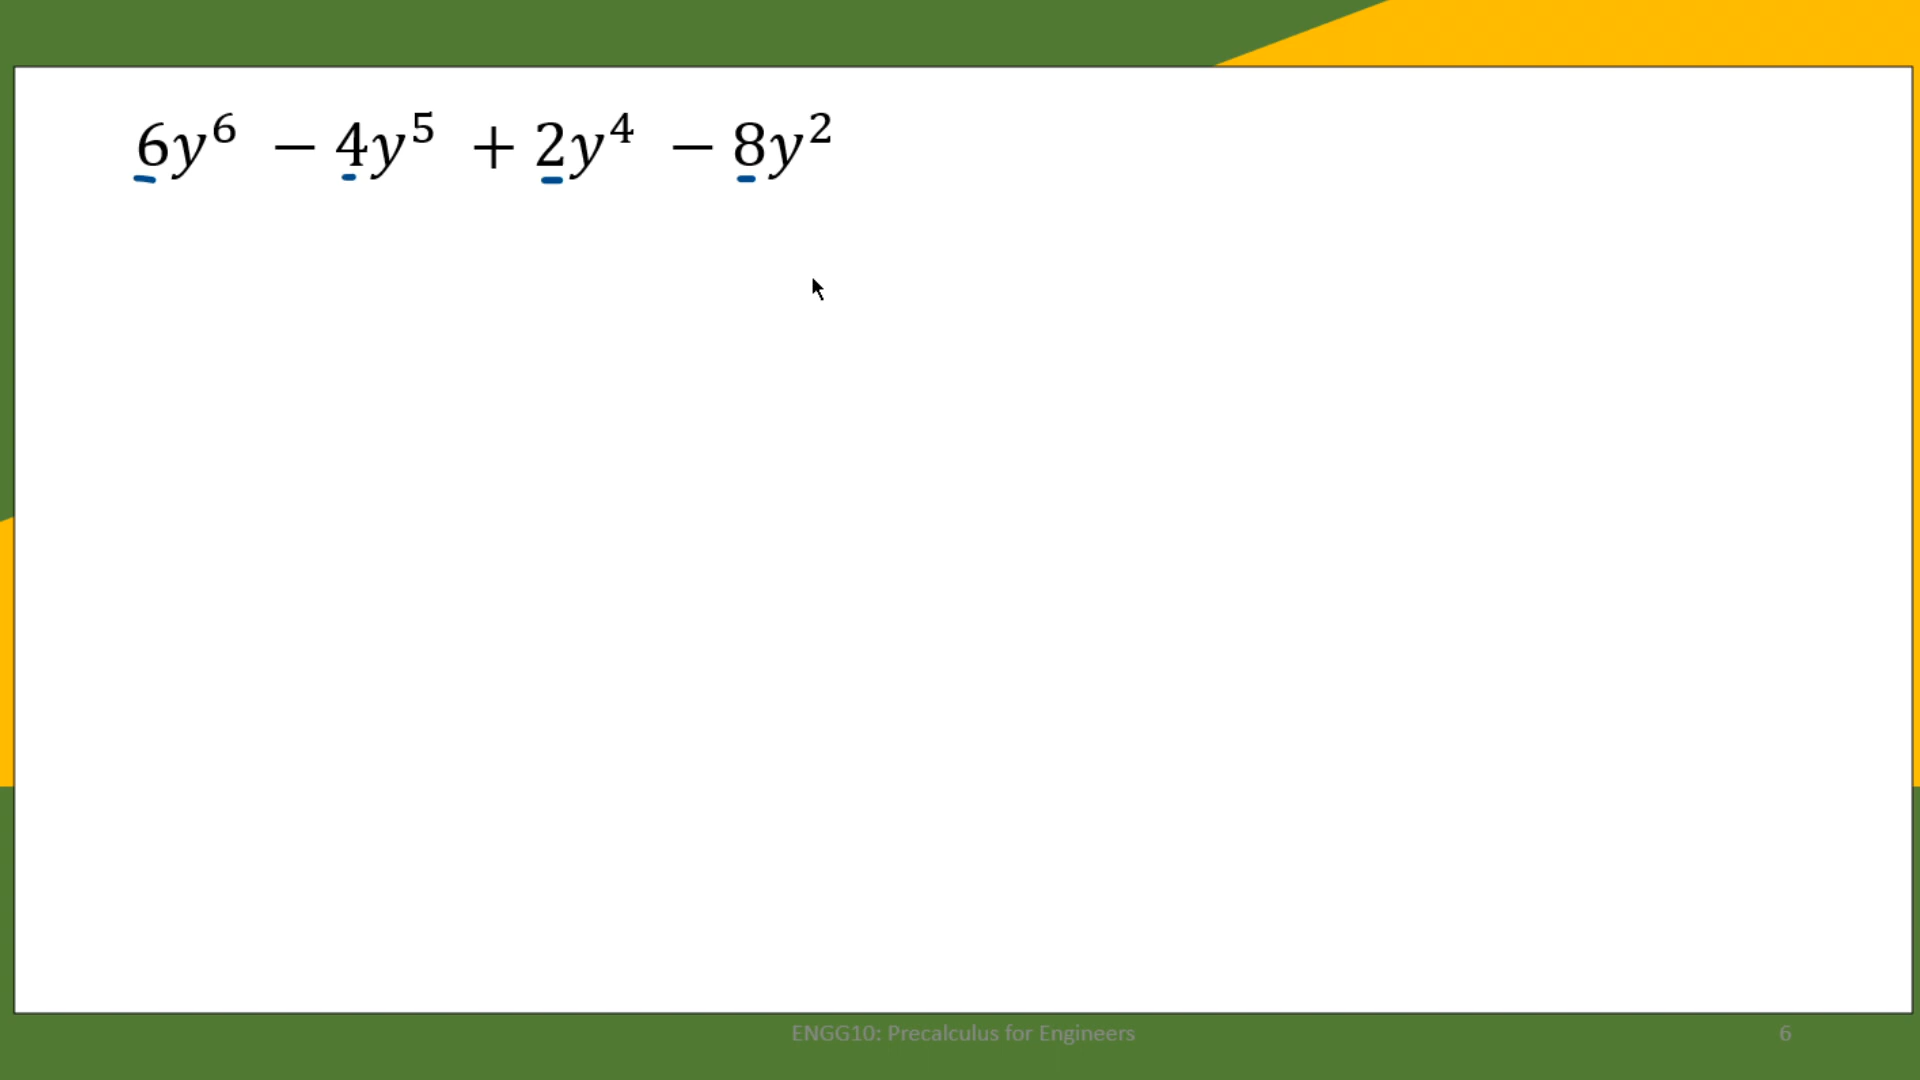 6y⁶ − 4y⁵ + 2y⁴ − 8y²
ENGG10: Precalculus for Engineers
6